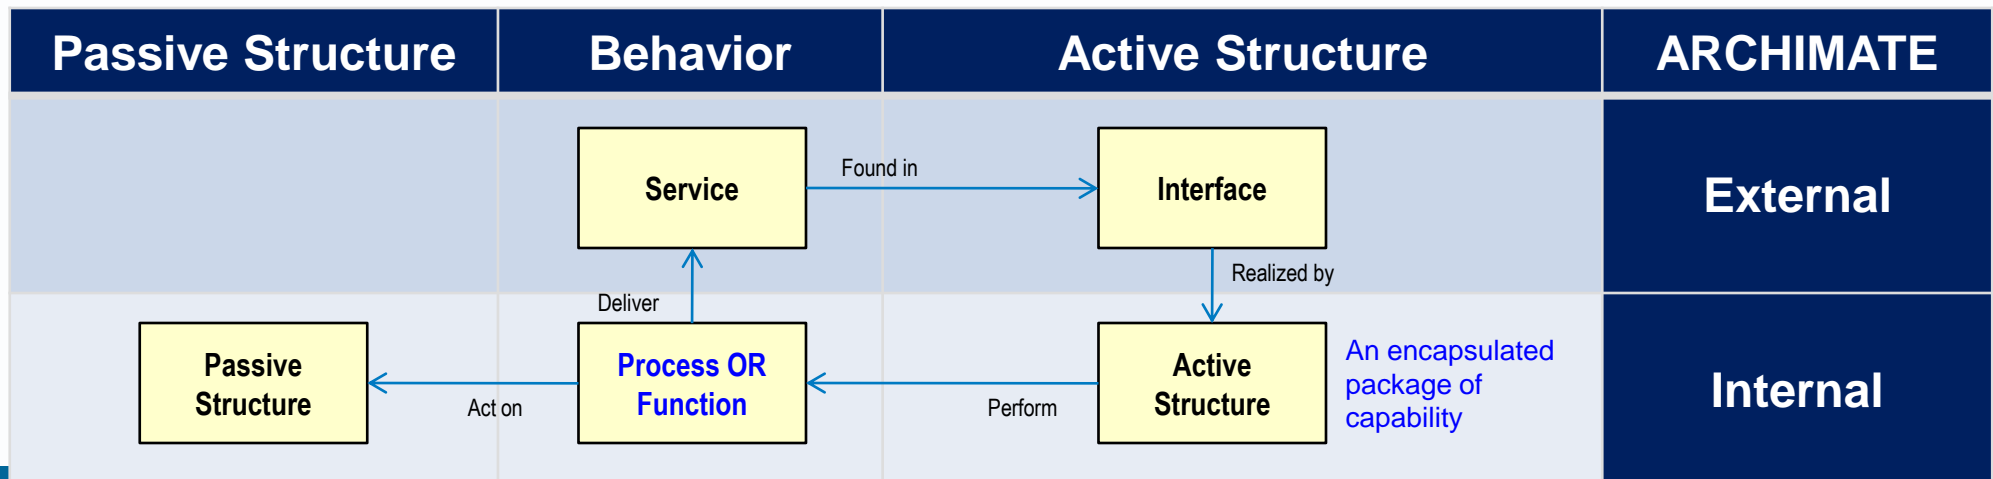 Passive Structure
Behavior
Active Structure
ARCHIMATE
Service
Found in
Interface
External
Realized by
Deliver
Passive
Structure
Act on
Process OR
Function
Perform
Active
Structure
An encapsulated
package of
capability
Internal